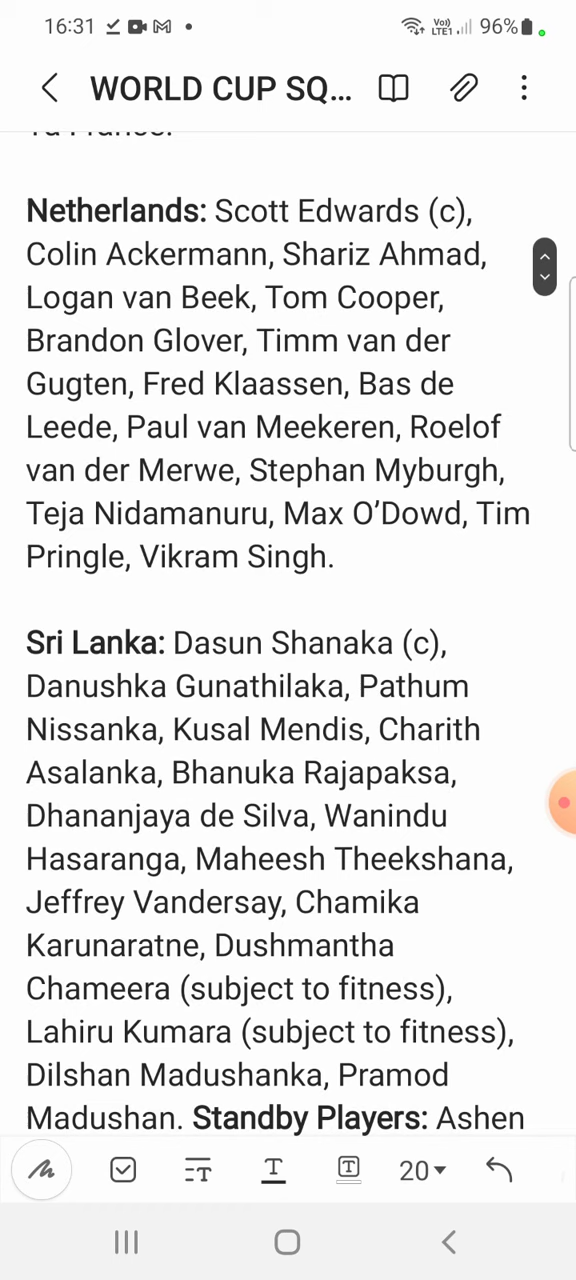 16:31
Vo))
LTE1
96%
WORLD CUP SQ...
Netherlands: Scott Edwards (c),
Colin Ackermann, Shariz Ahmad,
Logan van Beek, Tom Cooper,
Brandon Glover, Timm van der
Gugten, Fred Klaassen, Bas de
Leede, Paul van Meekeren, Roelof
van der Merwe, Stephan Myburgh,
Teja Nidamanuru, Max O’Dowd, Tim
Pringle, Vikram Singh.
Sri Lanka: Dasun Shanaka (c),
Danushka Gunathilaka, Pathum
Nissanka, Kusal Mendis, Charith
Asalanka, Bhanuka Rajapaksa,
Dhananjaya de Silva, Wanindu
Hasaranga, Maheesh Theekshana,
Jeffrey Vandersay, Chamika
Karunaratne, Dushmantha
Chameera (subject to fitness),
Lahiru Kumara (subject to fitness),
Dilshan Madushanka, Pramod
Madushan. Standby Players: Ashen
20